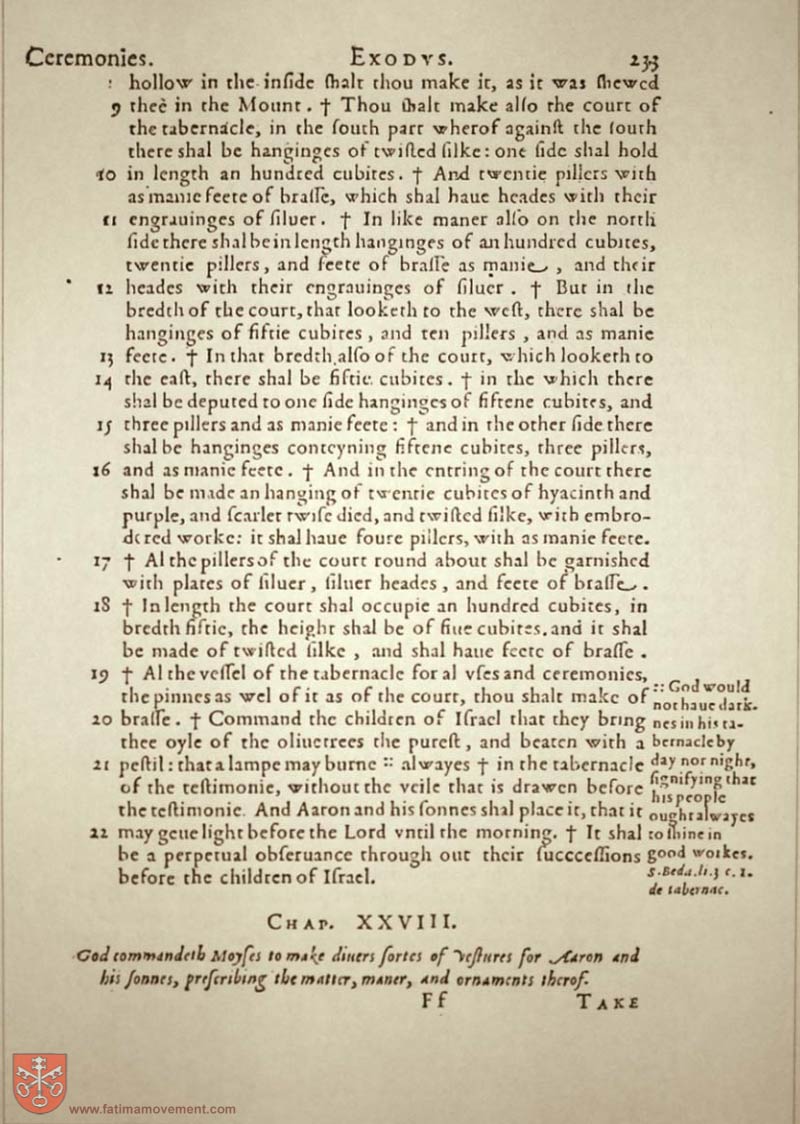 Ceremonies. EXODVS. 233
hollow in the inſide ſhalt thou make it, as it was ſhewed
9 theè in the Mount. † Thou ſhalt make alſo the court of
the tabernacle, in the ſouth part wherof againſt the ſouth
there shal be hanginges of twiſted ſilke: one ſide shal hold
10 in length an hundred cubites. † And twentie pillers with
as manie feete of braſſe, which shal haue heades with their
11 engrauinges of ſiluer. † In like maner alſo on the north
ſide there shal be in length hanginges of an hundred cubites,
twentie pillers, and feete of braſſe as manie, and their
12 heades with their engrauinges of ſiluer. † But in the
bredth of the court, that looketh to the weſt, there shal be
hanginges of fiftie cubites, and ten pillers, and as manie
13 feete. † In that bredth alſo of the court, which looketh to
14 the eaſt, there shal be fiftie cubites. † in the which there
shal be deputed to one ſide hanginges of fiftene cubites, and
15 three pillers and as manie feete: † and in the other ſide there
shal be hanginges conteyning fiftene cubites, three pillers,
16 and as manie feete. † And in the entring of the court there
shal be made an hanging of twentie cubites of hyacinth and
purple, and ſcarlet twiſe died, and twiſted ſilke, with embro-
dered worke: it shal haue foure pillers, with as manie feete.
17 † Al the pillers of the court round about shal be garnished
with plates of ſiluer, ſiluer heades, and feete of braſſe.
18 † In length the court shal occupie an hundred cubites, in
bredth fiftie, the height shal be of fiue cubites. and it shal
be made of twiſted ſilke, and shal haue feete of braſſe.
19 † Al the veſſel of the tabernacle for al vſes and ceremonies,
the pinnes as wel of it as of the court, thou shalt make of
20 braſſe. † Command the children of Iſrael that they bring
thee oyle of the oliuetrees the pureſt, and beaten with a
21 peſtil: that a lampe may burne :: alwayes † in the tabernacle
of the teſtimonie, without the veile that is drawen before
the teſtimonie. And Aaron and his ſonnes shal place it, that it
22 may geue light before the Lord vntil the morning. † It shal
be a perpetual obſeruance through out their ſucceſſions
before the children of Iſrael.
:: God would
not haue dark-
nes in his ta-
bernacle by
day nor night,
ſignifying that
his people
ought alwayes
to ſhine in
good workes.
S. Beda. li. 3 c. 1.
de tabernac.
CHAP. XXVIII.
God commandeth Moyſes to make diuers ſortes of veſtures for Aaron and
his ſonnes, preſcribing the matter, maner, and ornaments therof.
Ff TAKE
www.fatimamovement.com